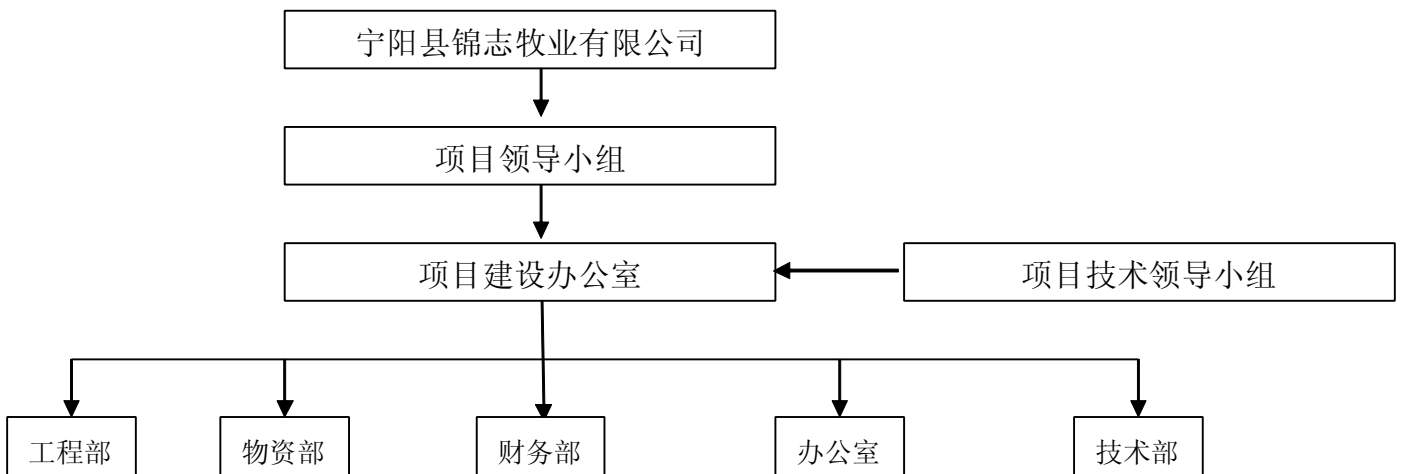 宁阳县锦志牧业有限公司
项目领导小组
项目建设办公室
项目技术领导小组
工程部
物资部
财务部
办公室
技术部